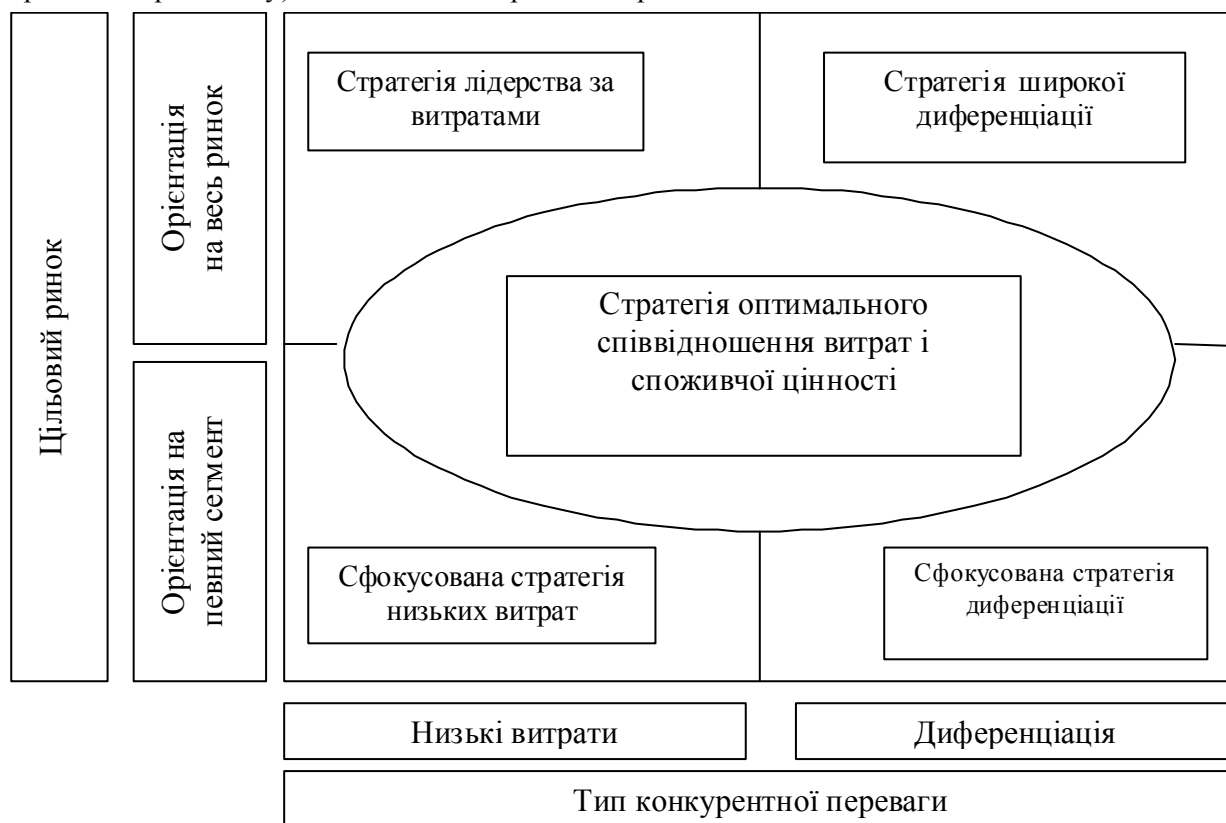 Стратегія лідерства за
витратами
Стратегія широкої
диференціації
Цільовий ринок
Орієнтація
на весь ринок
Стратегія оптимального
співвідношення витрат і
споживчої цінності
Орієнтація на
певний сегмент
Сфокусована стратегія
низьких витрат
Сфокусована стратегія
диференціації
Низькі витрати
Диференціація
Тип конкурентної переваги